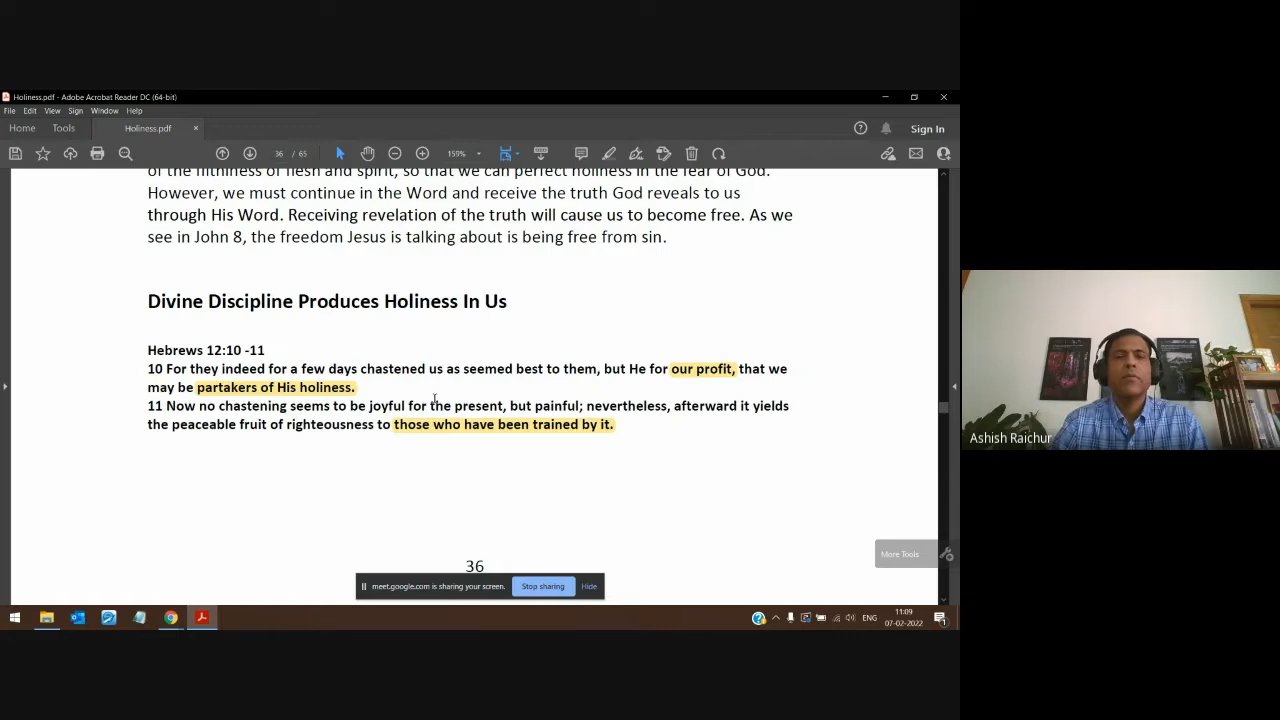 Holiness.pdf - Adobe Acrobat Reader DC (64-bit)
File Edit View Sign Window Help
Home Tools Holiness.pdf × Sign In
36 / 65 159%
of the filthiness of flesh and spirit, so that we can perfect holiness in the fear of God.
However, we must continue in the Word and receive the truth God reveals to us
through His Word. Receiving revelation of the truth will cause us to become free. As we
see in John 8, the freedom Jesus is talking about is being free from sin.
Divine Discipline Produces Holiness In Us
Hebrews 12:10 -11
10 For they indeed for a few days chastened us as seemed best to them, but He for our profit, that we
may be partakers of His holiness.
11 Now no chastening seems to be joyful for the present, but painful; nevertheless, afterward it yields
the peaceable fruit of righteousness to those who have been trained by it.
Ashish Raichur
More Tools
36
meet.google.com is sharing your screen. Stop sharing Hide
ENG
11:09
07-02-2022